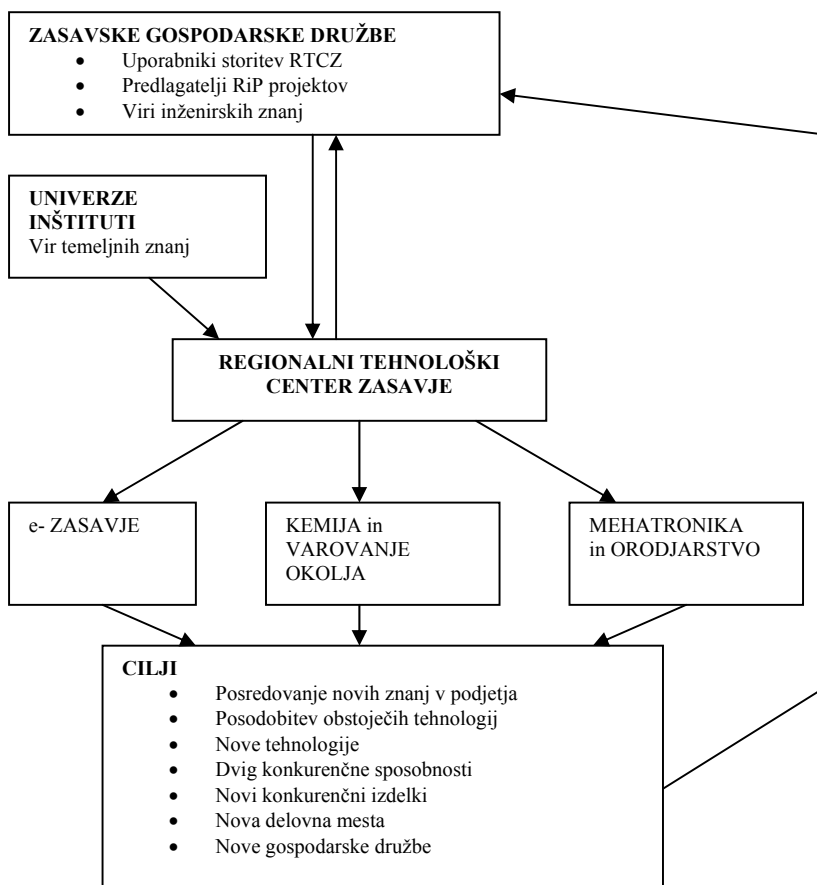 ZASAVSKE GOSPODARSKE DRUŽBE
• Uporabniki storitev RTCZ
• Predlagatelji RiP projektov
• Viri inženirskih znanj
UNIVERZE
INŠTITUTI
Vir temeljnih znanj
REGIONALNI TEHNOLOŠKI
CENTER ZASAVJE
e- ZASAVJE
KEMIJA in
VAROVANJE
OKOLJA
MEHATRONIKA
in ORODJARSTVO
CILJI
• Posredovanje novih znanj v podjetja
• Posodobitev obstoječih tehnologij
• Nove tehnologije
• Dvig konkurenčne sposobnosti
• Novi konkurenčni izdelki
• Nova delovna mesta
• Nove gospodarske družbe